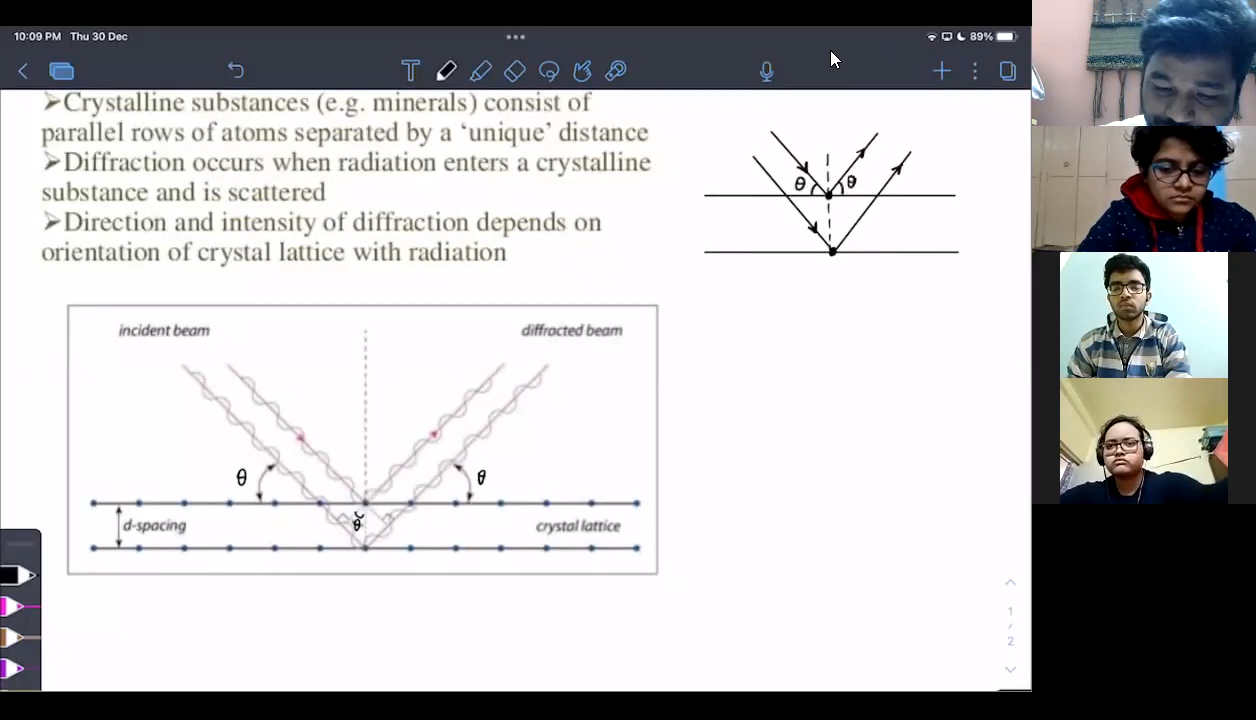 10:09 PM Thu 30 Dec
89%
➢Crystalline substances (e.g. minerals) consist of
parallel rows of atoms separated by a ‘unique’ distance
➢Diffraction occurs when radiation enters a crystalline
substance and is scattered
➢Direction and intensity of diffraction depends on
orientation of crystal lattice with radiation
θ θ
incident beam
diffracted beam
θ θ
θ
d-spacing
crystal lattice
1
/
2